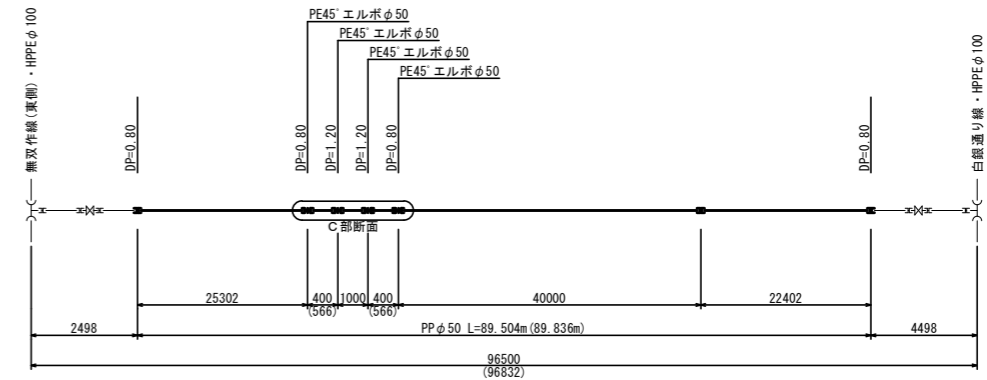 PE45°エルボφ50
PE45°エルボφ50
PE45°エルボφ50
PE45°エルボφ50
無双作線(東側)・HPPEφ100
白銀通り線・HPPEφ100
DP=0.80
DP=0.80
DP=1.20
DP=1.20
DP=0.80
DP=0.80
C部断面
25302
400
1000
400
40000
22402
(566)
(566)
2498
PPφ50 L=89.504m(89.836m)
4498
96500
(96832)